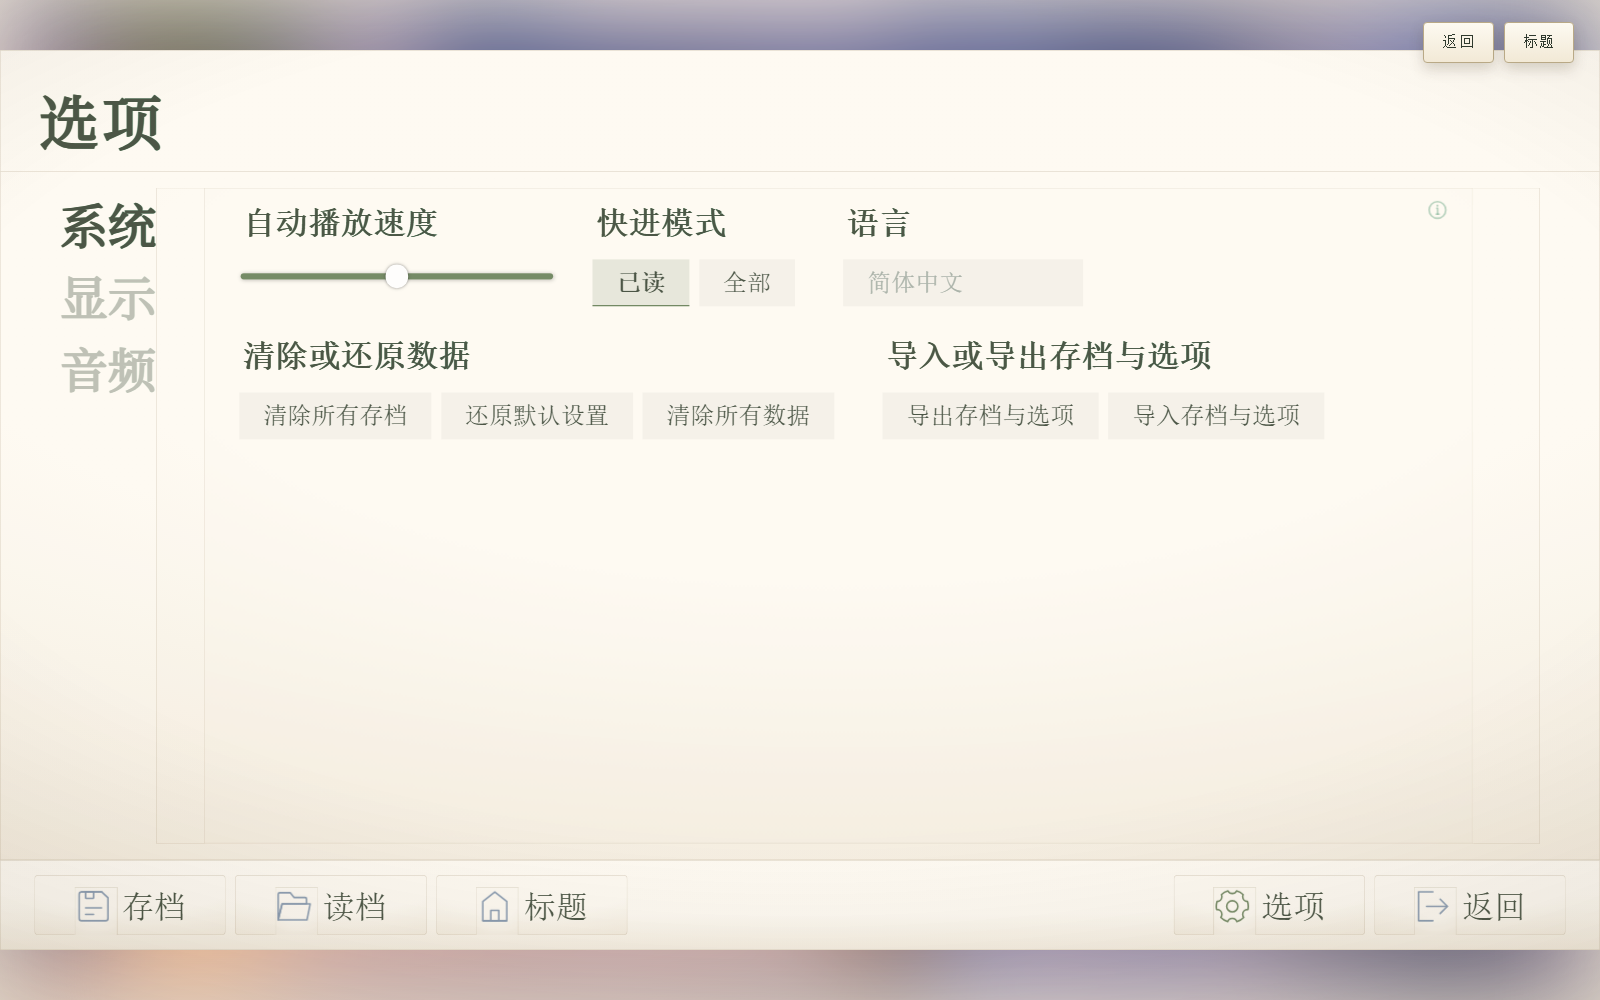 返回
标题
选项
系统
显示
音频
自动播放速度
快进模式
语言
已读
全部
简体中文
清除或还原数据
导入或导出存档与选项
清除所有存档
还原默认设置
清除所有数据
导出存档与选项
导入存档与选项
存档
读档
标题
选项
返回